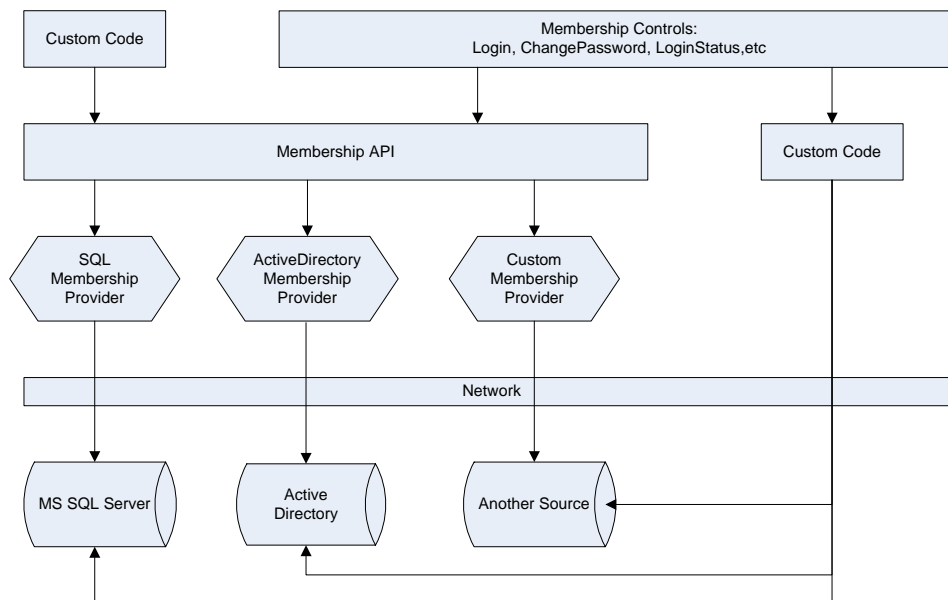 Custom Code
Membership Controls:
Login, ChangePassword, LoginStatus,etc
Membership API
Custom Code
SQL
Membership
Provider
ActiveDirectory
Membership
Provider
Custom
Membership
Provider
Network
MS SQL Server
Active
Directory
Another Source